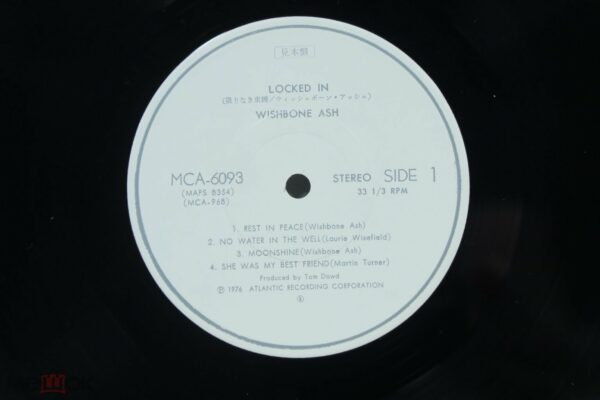 見本盤
LOCKED IN
(限りなき束縛/ウィッシュボーン・アッシュ)
WISHBONE ASH
MCA-6093
(MAPS 8354)
(MCA-968)
STEREO SIDE 1
33 1/3 RPM
1. REST IN PEACE(Wishbone Ash)
2. NO WATER IN THE WELL(Laurie Wisefield)
3. MOONSHINE(Wishbone Ash)
4. SHE WAS MY BEST FRIEND(Martin Turner)
Produced by Tom Dowd
Ⓟ 1976 ATLANTIC RECORDING CORPORATION